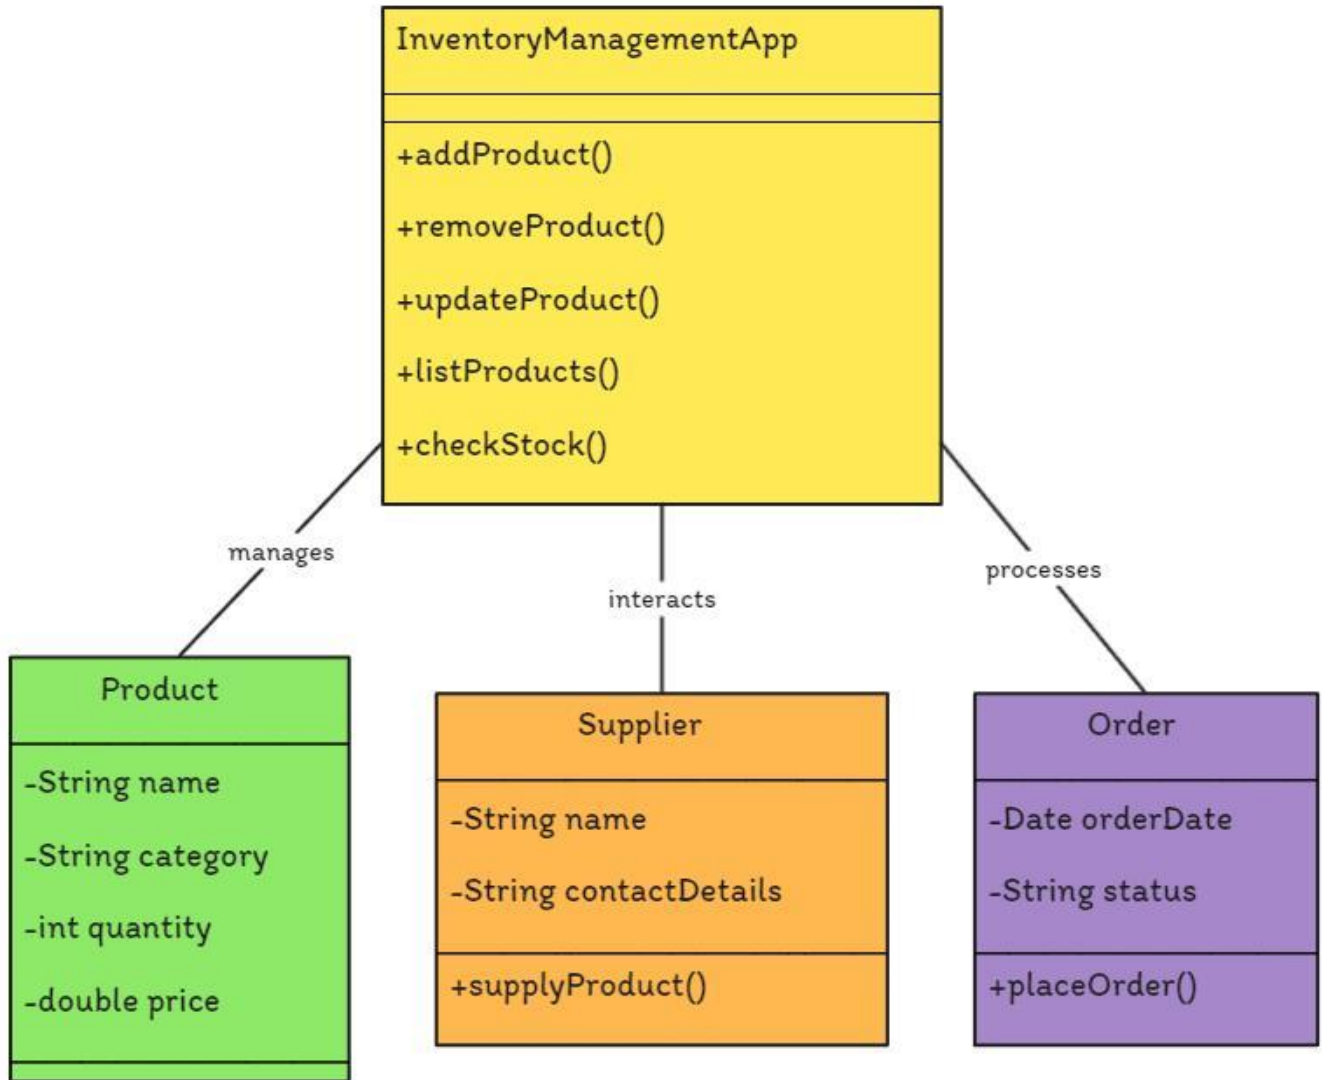 InventoryManagementApp
+addProduct()
+removeProduct()
+updateProduct()
+listProducts()
+checkStock()
manages
interacts
processes
Product
-String name
-String category
-int quantity
-double price
Supplier
-String name
-String contactDetails
+supplyProduct()
Order
-Date orderDate
-String status
+placeOrder()